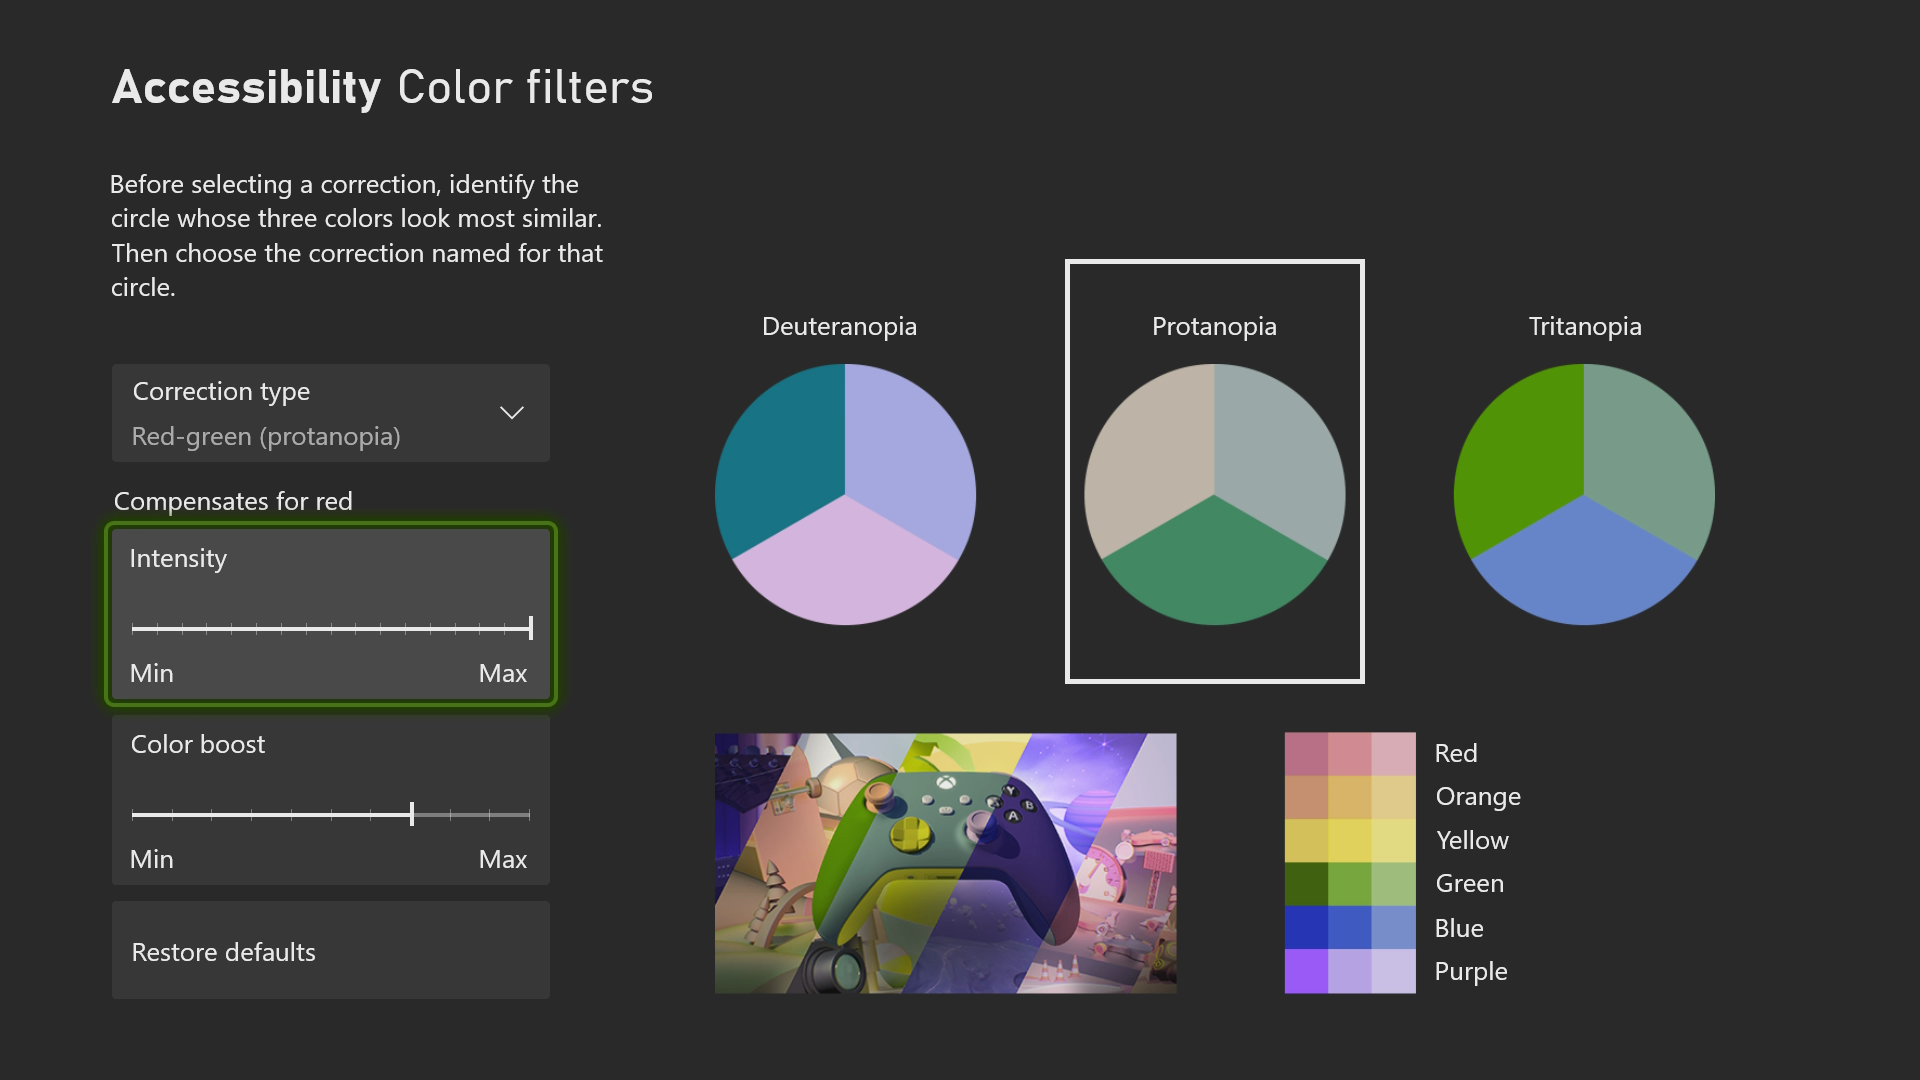 Accessibility Color filters
Before selecting a correction, identify the
circle whose three colors look most similar.
Then choose the correction named for that
circle.
Correction type
Red-green (protanopia)
Compensates for red
Intensity
Min Max
Color boost
Min Max
Restore defaults
Deuteranopia Protanopia Tritanopia
Y
B
A
Red
Orange
Yellow
Green
Blue
Purple